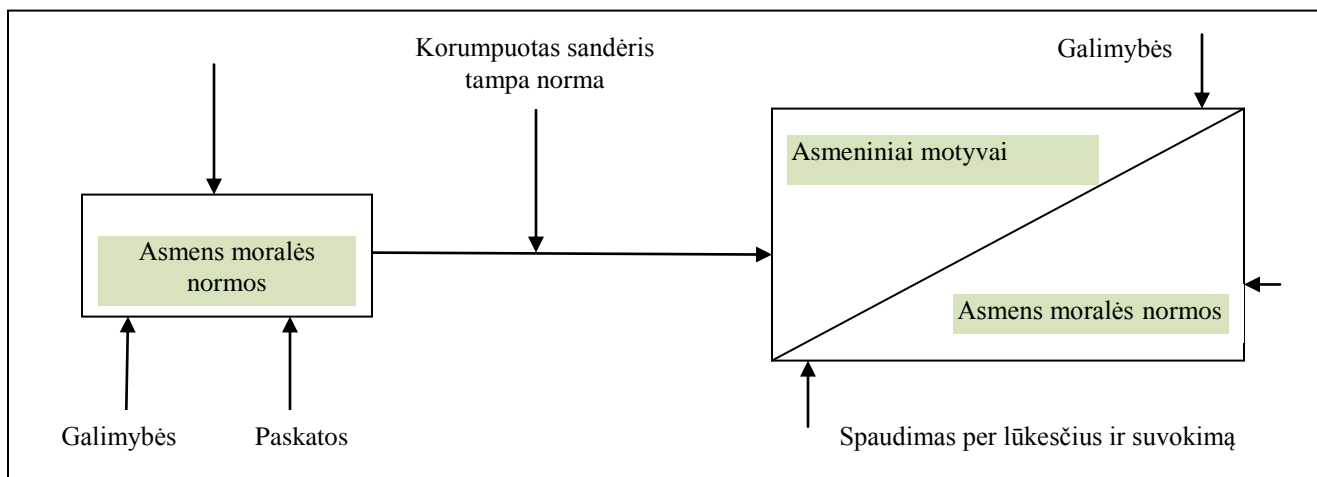 Korumpuotas sandėris
tampa norma
Galimybės
Asmeniniai motyvai
Asmens moralės
normos
Asmens moralės normos
Galimybės
Paskatos
Spaudimas per lūkesčius ir suvokimą